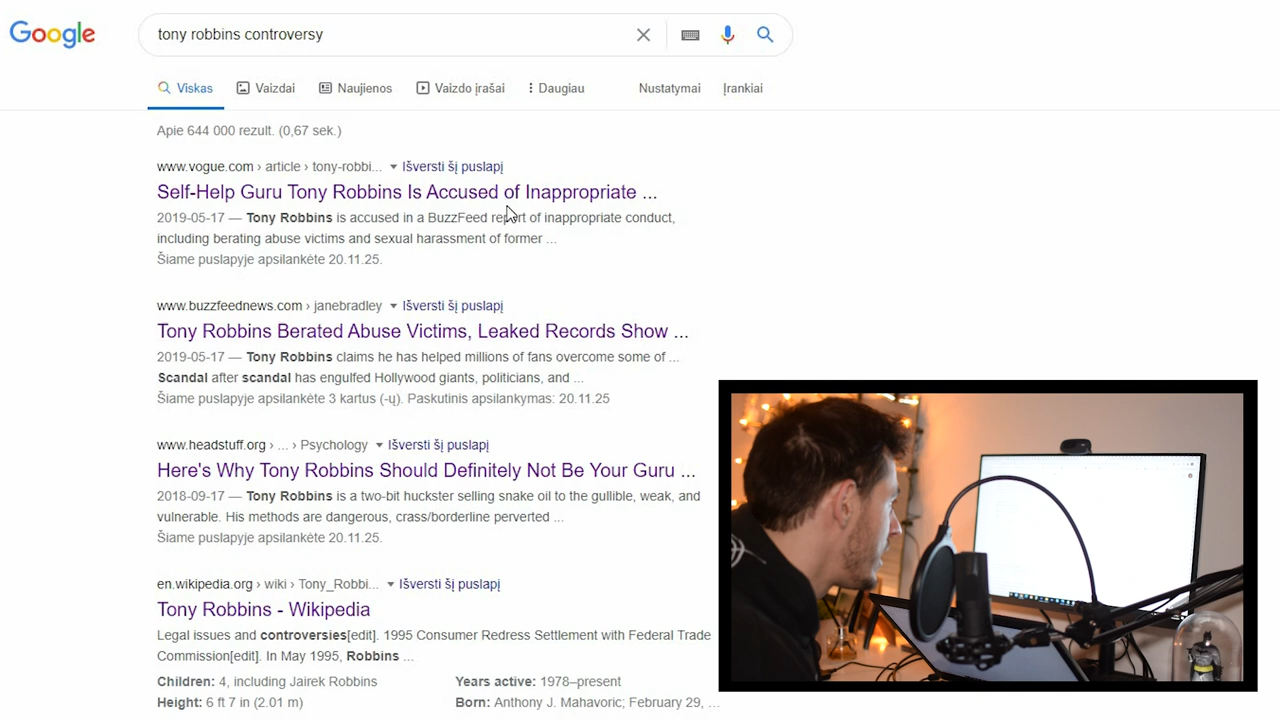 Google
tony robbins controversy
Viskas Vaizdai Naujienos Vaizdo įrašai Daugiau Nustatymai Įrankiai
Apie 644 000 rezult. (0,67 sek.)
www.vogue.com › article › tony-robbi... Išversti šį puslapį
Self-Help Guru Tony Robbins Is Accused of Inappropriate ...
2019-05-17 — Tony Robbins is accused in a BuzzFeed report of inappropriate conduct,
including berating abuse victims and sexual harassment of former ...
Šiame puslapyje apsilankėte 20.11.25.
www.buzzfeednews.com › janebradley Išversti šį puslapį
Tony Robbins Berated Abuse Victims, Leaked Records Show ...
2019-05-17 — Tony Robbins claims he has helped millions of fans overcome some of ...
Scandal after scandal has engulfed Hollywood giants, politicians, and ...
Šiame puslapyje apsilankėte 3 kartus (-ų). Paskutinis apsilankymas: 20.11.25
www.headstuff.org › ... › Psychology Išversti šį puslapį
Here's Why Tony Robbins Should Definitely Not Be Your Guru ...
2018-09-17 — Tony Robbins is a two-bit huckster selling snake oil to the gullible, weak, and
vulnerable. His methods are dangerous, crass/borderline perverted ...
Šiame puslapyje apsilankėte 20.11.25.
en.wikipedia.org › wiki › Tony_Robbi... Išversti šį puslapį
Tony Robbins - Wikipedia
Legal issues and controversies[edit]. 1995 Consumer Redress Settlement with Federal Trade
Commission[edit]. In May 1995, Robbins ...
Children: 4, including Jairek Robbins Years active: 1978–present
Height: 6 ft 7 in (2.01 m) Born: Anthony J. Mahavoric; February 29, ...